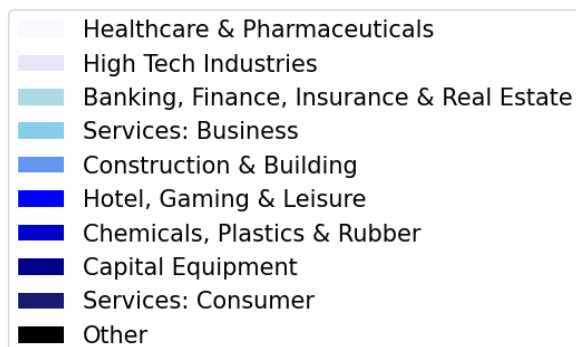 Healthcare & Pharmaceuticals
High Tech Industries
Banking, Finance, Insurance & Real Estate
Services: Business
Construction & Building
Hotel, Gaming & Leisure
Chemicals, Plastics & Rubber
Capital Equipment
Services: Consumer
Other